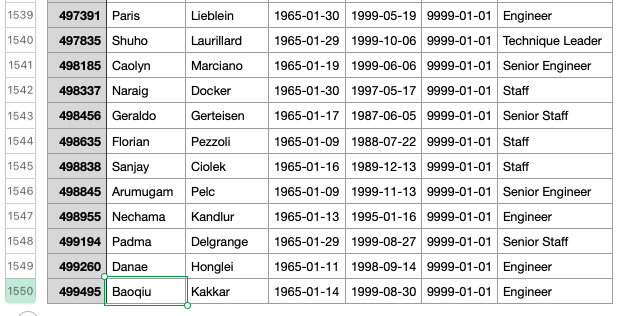 1539 497391 Paris Lieblein 1965-01-30 1999-05-19 9999-01-01 Engineer
1540 497835 Shuho Laurillard 1965-01-29 1999-10-06 9999-01-01 Technique Leader
1541 498185 Caolyn Marciano 1965-01-19 1999-06-06 9999-01-01 Senior Engineer
1542 498337 Naraig Docker 1965-01-30 1997-05-17 9999-01-01 Staff
1543 498456 Geraldo Gerteisen 1965-01-17 1987-06-05 9999-01-01 Senior Staff
1544 498635 Florian Pezzoli 1965-01-09 1988-07-22 9999-01-01 Staff
1545 498838 Sanjay Ciolek 1965-01-16 1989-12-13 9999-01-01 Staff
1546 498845 Arumugam Pelc 1965-01-09 1999-11-13 9999-01-01 Senior Engineer
1547 498955 Nechama Kandlur 1965-01-13 1995-01-16 9999-01-01 Engineer
1548 499194 Padma Delgrange 1965-01-29 1999-08-27 9999-01-01 Senior Staff
1549 499260 Danae Honglei 1965-01-11 1998-09-14 9999-01-01 Engineer
1550 499495 Baoqiu Kakkar 1965-01-14 1999-08-30 9999-01-01 Engineer